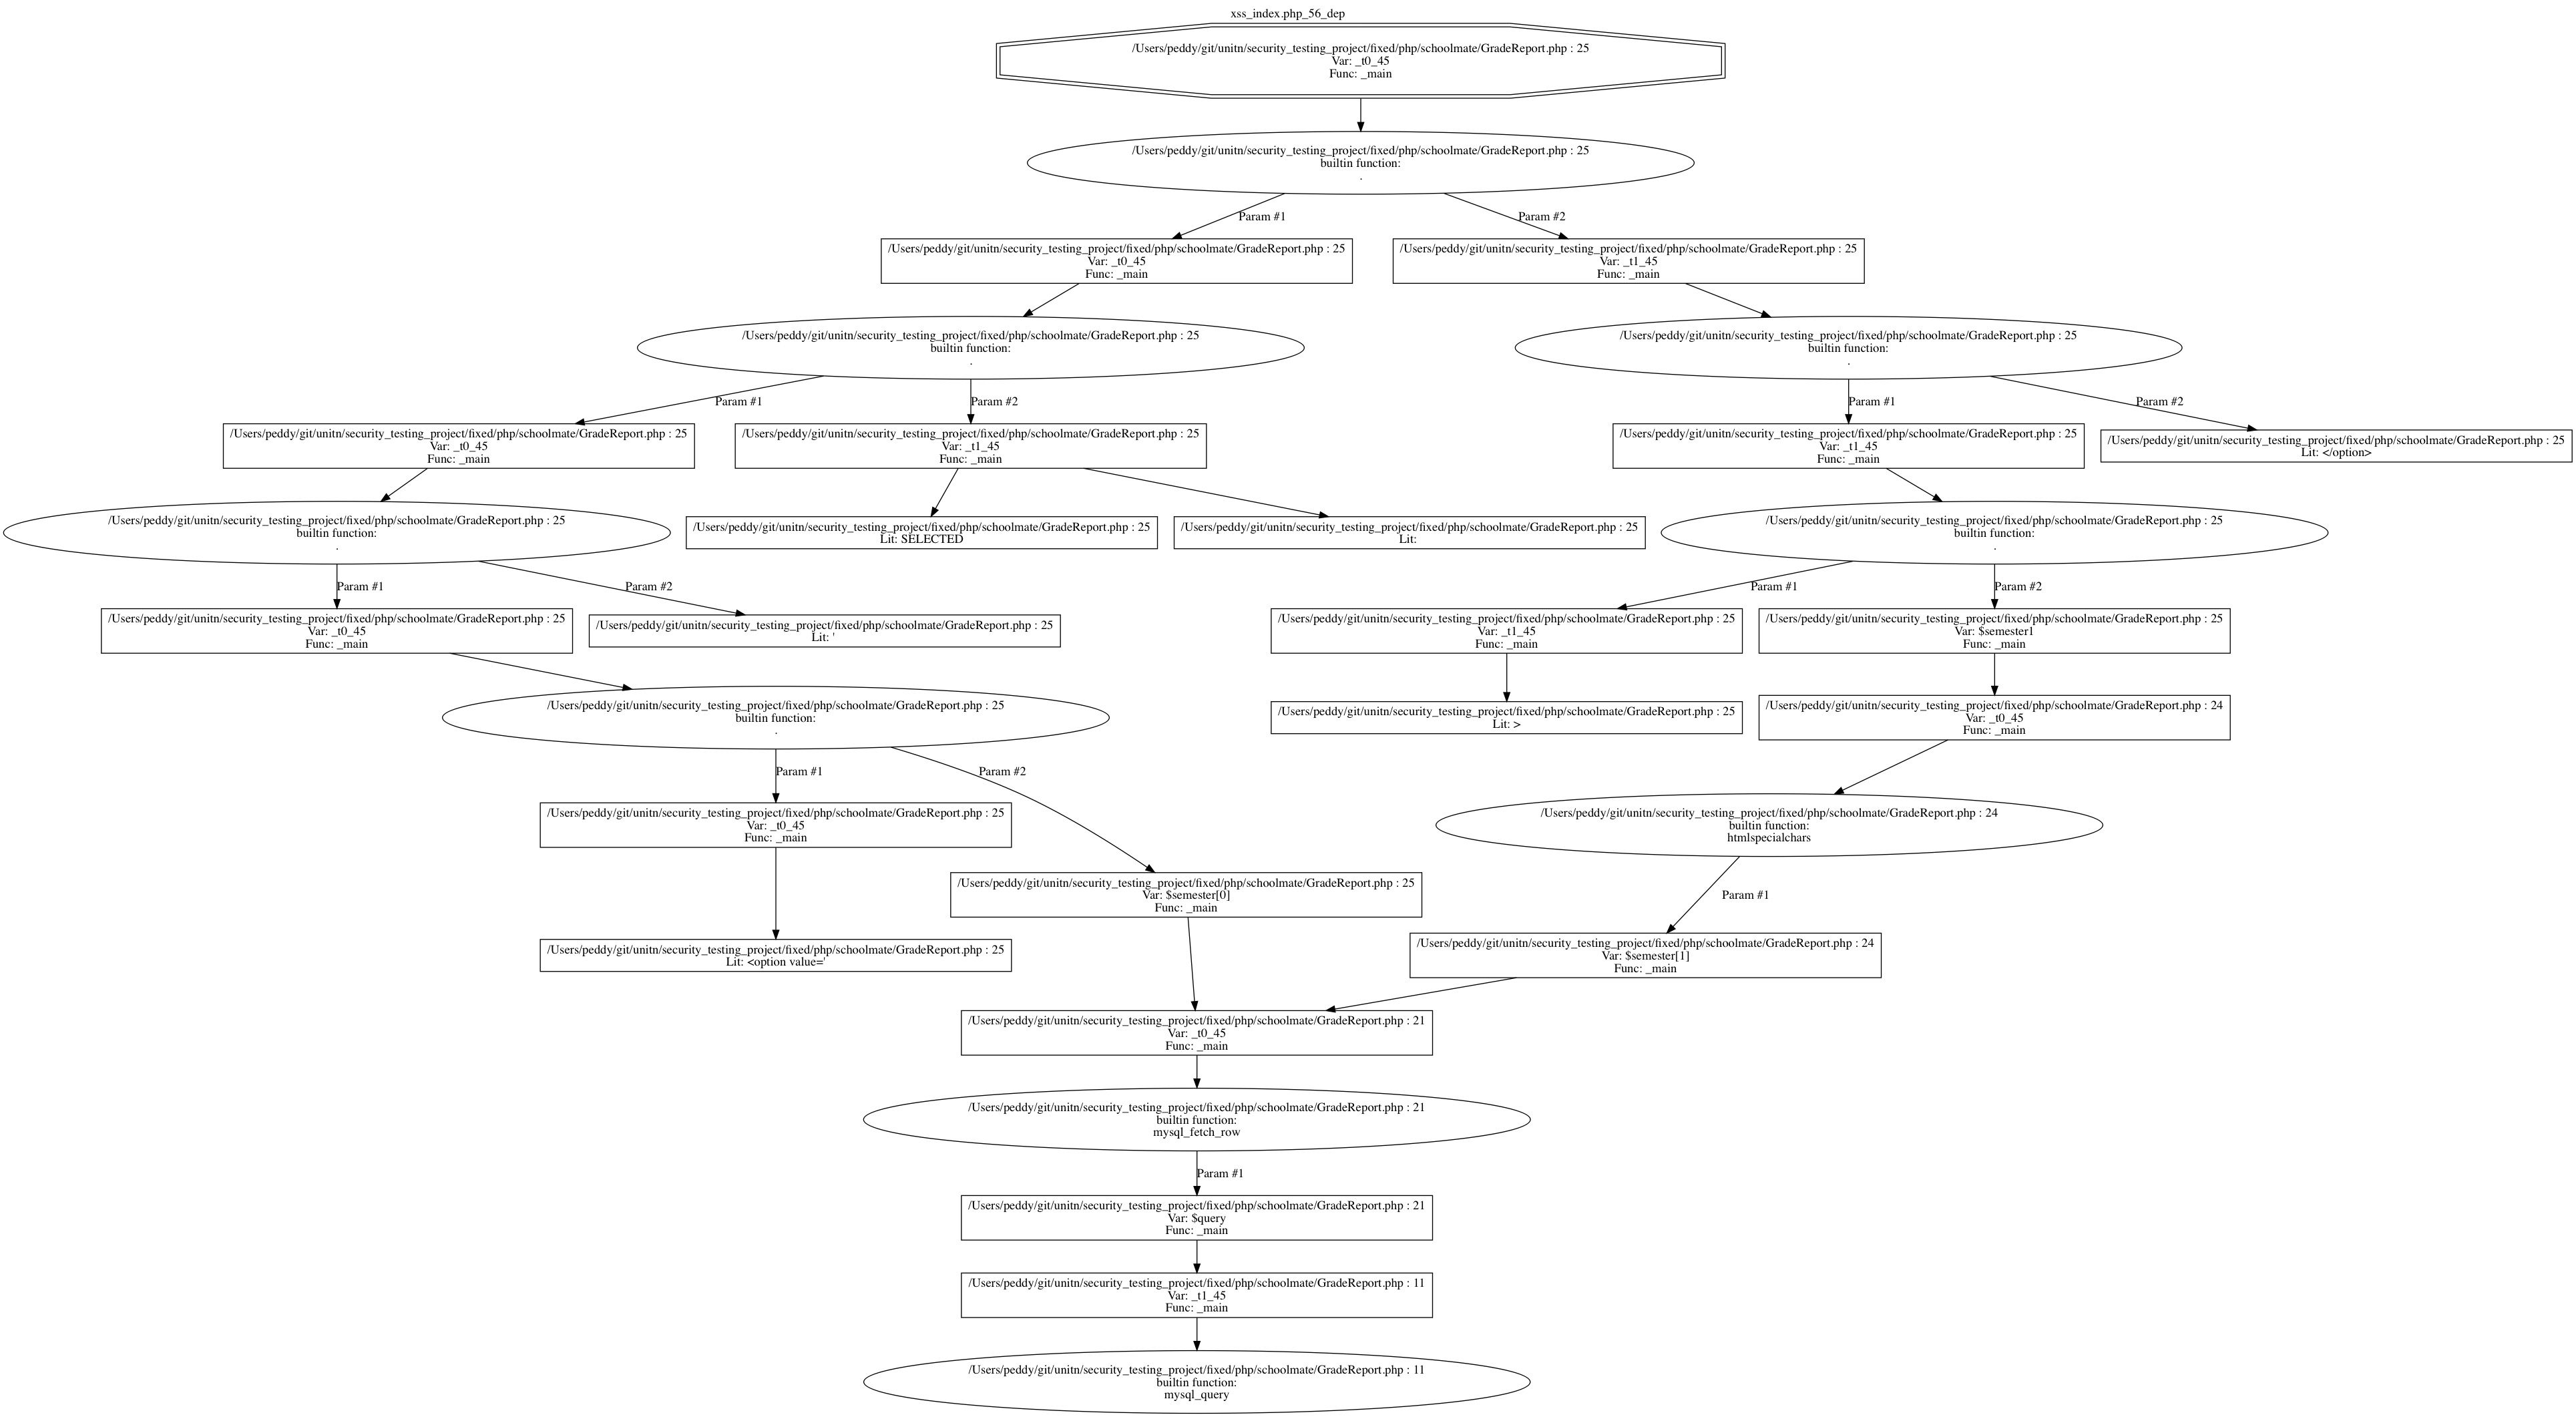 xss_index.php_56_dep
/Users/peddy/git/unitn/security_testing_project/fixed/php/schoolmate/GradeReport.php : 25
Var: _t0_45
Func: _main
/Users/peddy/git/unitn/security_testing_project/fixed/php/schoolmate/GradeReport.php : 25
builtin function:
.
Param #1
Param #2
/Users/peddy/git/unitn/security_testing_project/fixed/php/schoolmate/GradeReport.php : 25
Var: _t0_45
Func: _main
/Users/peddy/git/unitn/security_testing_project/fixed/php/schoolmate/GradeReport.php : 25
Var: _t1_45
Func: _main
/Users/peddy/git/unitn/security_testing_project/fixed/php/schoolmate/GradeReport.php : 25
builtin function:
.
/Users/peddy/git/unitn/security_testing_project/fixed/php/schoolmate/GradeReport.php : 25
builtin function:
.
Param #1
Param #2
Param #1
Param #2
/Users/peddy/git/unitn/security_testing_project/fixed/php/schoolmate/GradeReport.php : 25
Var: _t0_45
Func: _main
/Users/peddy/git/unitn/security_testing_project/fixed/php/schoolmate/GradeReport.php : 25
Var: _t1_45
Func: _main
/Users/peddy/git/unitn/security_testing_project/fixed/php/schoolmate/GradeReport.php : 25
Var: _t1_45
Func: _main
/Users/peddy/git/unitn/security_testing_project/fixed/php/schoolmate/GradeReport.php : 25
Lit: </option>
/Users/peddy/git/unitn/security_testing_project/fixed/php/schoolmate/GradeReport.php : 25
builtin function:
.
/Users/peddy/git/unitn/security_testing_project/fixed/php/schoolmate/GradeReport.php : 25
Lit: SELECTED
/Users/peddy/git/unitn/security_testing_project/fixed/php/schoolmate/GradeReport.php : 25
Lit:
/Users/peddy/git/unitn/security_testing_project/fixed/php/schoolmate/GradeReport.php : 25
builtin function:
.
Param #1
Param #2
Param #1
Param #2
/Users/peddy/git/unitn/security_testing_project/fixed/php/schoolmate/GradeReport.php : 25
Var: _t0_45
Func: _main
/Users/peddy/git/unitn/security_testing_project/fixed/php/schoolmate/GradeReport.php : 25
Lit: '
/Users/peddy/git/unitn/security_testing_project/fixed/php/schoolmate/GradeReport.php : 25
Var: _t1_45
Func: _main
/Users/peddy/git/unitn/security_testing_project/fixed/php/schoolmate/GradeReport.php : 25
Var: $semester1
Func: _main
/Users/peddy/git/unitn/security_testing_project/fixed/php/schoolmate/GradeReport.php : 25
builtin function:
.
/Users/peddy/git/unitn/security_testing_project/fixed/php/schoolmate/GradeReport.php : 25
Lit: >
/Users/peddy/git/unitn/security_testing_project/fixed/php/schoolmate/GradeReport.php : 24
Var: _t0_45
Func: _main
Param #1
Param #2
/Users/peddy/git/unitn/security_testing_project/fixed/php/schoolmate/GradeReport.php : 25
Var: _t0_45
Func: _main
/Users/peddy/git/unitn/security_testing_project/fixed/php/schoolmate/GradeReport.php : 24
builtin function:
htmlspecialchars
/Users/peddy/git/unitn/security_testing_project/fixed/php/schoolmate/GradeReport.php : 25
Var: $semester[0]
Func: _main
Param #1
/Users/peddy/git/unitn/security_testing_project/fixed/php/schoolmate/GradeReport.php : 25
Lit: <option value='
/Users/peddy/git/unitn/security_testing_project/fixed/php/schoolmate/GradeReport.php : 24
Var: $semester[1]
Func: _main
/Users/peddy/git/unitn/security_testing_project/fixed/php/schoolmate/GradeReport.php : 21
Var: _t0_45
Func: _main
/Users/peddy/git/unitn/security_testing_project/fixed/php/schoolmate/GradeReport.php : 21
builtin function:
mysql_fetch_row
Param #1
/Users/peddy/git/unitn/security_testing_project/fixed/php/schoolmate/GradeReport.php : 21
Var: $query
Func: _main
/Users/peddy/git/unitn/security_testing_project/fixed/php/schoolmate/GradeReport.php : 11
Var: _t1_45
Func: _main
/Users/peddy/git/unitn/security_testing_project/fixed/php/schoolmate/GradeReport.php : 11
builtin function:
mysql_query